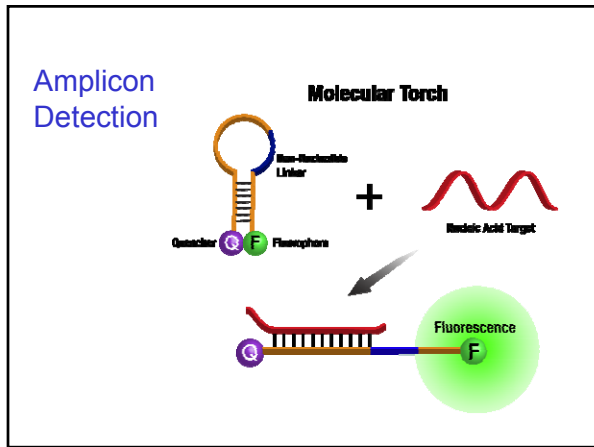 Amplicon
Detection
Molecular Torch
Non-Nucleotide
Linker
+
Quencher Q F Fluorophore
Nucleic Acid Target
Fluorescence
Q
F